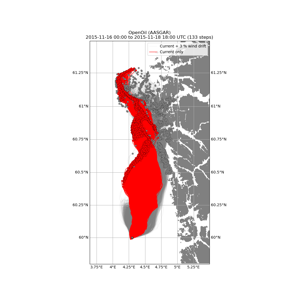 OpenOil (AASGAR)
2015-11-16 00:00 to 2015-11-18 18:00 UTC (133 steps)
Current + 3 % wind drift
Current only
61.25°N 61.25°N
61°N 61°N
60.75°N 60.75°N
60.5°N 60.5°N
60.25°N 60.25°N
60°N 60°N
3.75°E 4°E 4.25°E 4.5°E 4.75°E 5°E 5.25°E